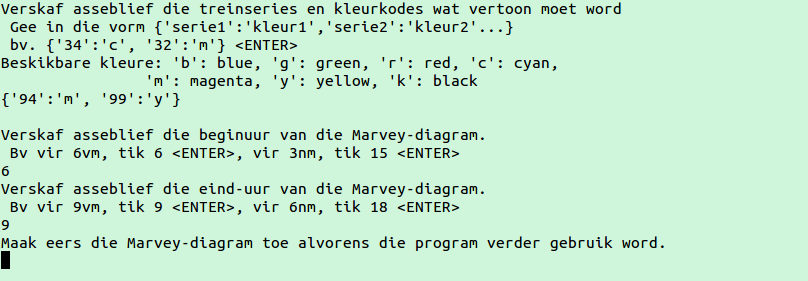 Verskaf asseblief die treinseries en kleurkodes wat vertoon moet word
Gee in die vorm {'serie1':'kleur1','serie2':'kleur2'...}
bv. {'34':'c', '32':'m'} <ENTER>
Beskikbare kleure: 'b': blue, 'g': green, 'r': red, 'c': cyan,
'm': magenta, 'y': yellow, 'k': black
{'94':'m', '99':'y'}
Verskaf asseblief die beginuur van die Marvey-diagram.
Bv vir 6vm, tik 6 <ENTER>, vir 3nm, tik 15 <ENTER>
6
Verskaf asseblief die eind-uur van die Marvey-diagram.
Bv vir 9vm, tik 9 <ENTER>, vir 6nm, tik 18 <ENTER>
9
Maak eers die Marvey-diagram toe alvorens die program verder gebruik word.